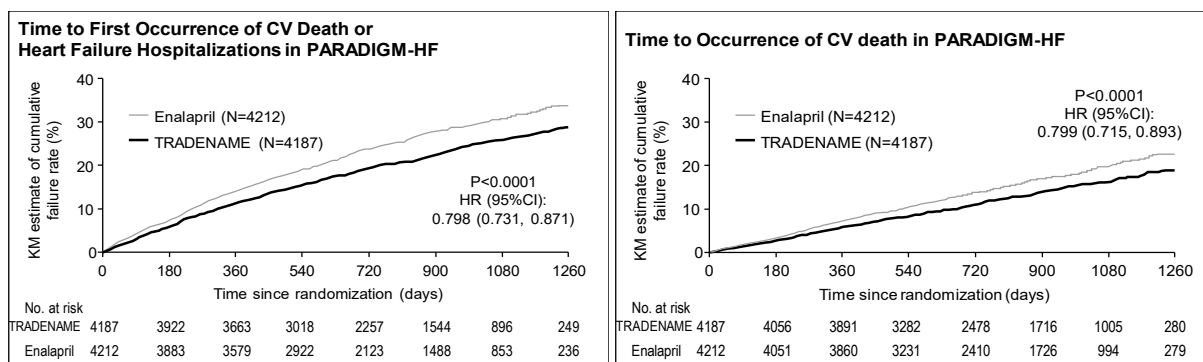 Time to First Occurrence of CV Death or
Heart Failure Hospitalizations in PARADIGM-HF
KM estimate of cumulative
failure rate (%)
40
30
20
10
0
Enalapril (N=4212)
TRADENAME (N=4187)
P<0.0001
HR (95%CI):
0.798 (0.731, 0.871)
0 180 360 540 720 900 1080 1260
Time since randomization (days)
No. at risk
TRADENAME 4187 3922 3663 3018 2257 1544 896 249
Enalapril 4212 3883 3579 2922 2123 1488 853 236
Time to Occurrence of CV death in PARADIGM-HF
KM estimate of cumulative
failure rate (%)
40
30
20
10
0
Enalapril (N=4212)
TRADENAME (N=4187)
P<0.0001
HR (95%CI):
0.799 (0.715, 0.893)
0 180 360 540 720 900 1080 1260
Time since randomization (days)
No. at risk
TRADENAME 4187 4056 3891 3282 2478 1716 1005 280
Enalapril 4212 4051 3860 3231 2410 1726 994 279